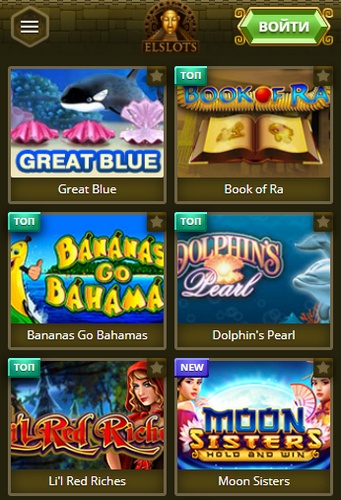 ELSLOTS
ВОЙТИ
GREAT BLUE
Great Blue
ТОП
BOOK OF RA
Book of Ra
ТОП
BANANAS
GO
BAHAMA
Bananas Go Bahamas
ТОП
DOLPHIN'S
Pearl
Dolphin's Pearl
ТОП
Li'l Red Riche
Li'l Red Riches
NEW
MOON
SISTERS
HOLD AND WIN
Moon Sisters